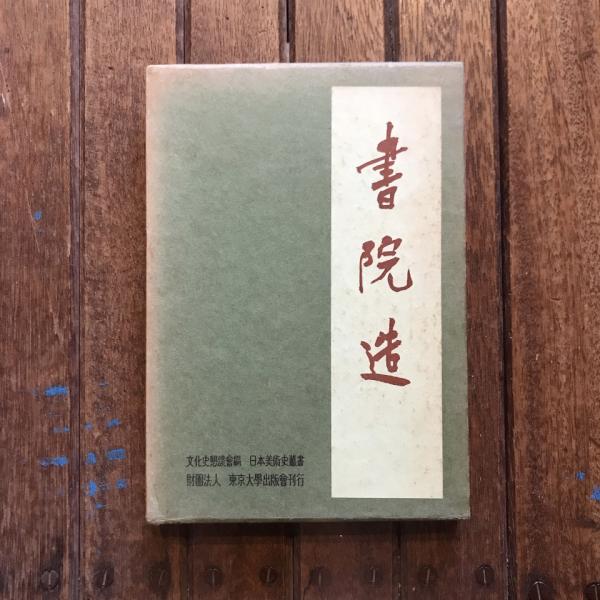 書院造
文化史懇談會編 日本美術史叢書
財團法人 東京大學出版會刊行